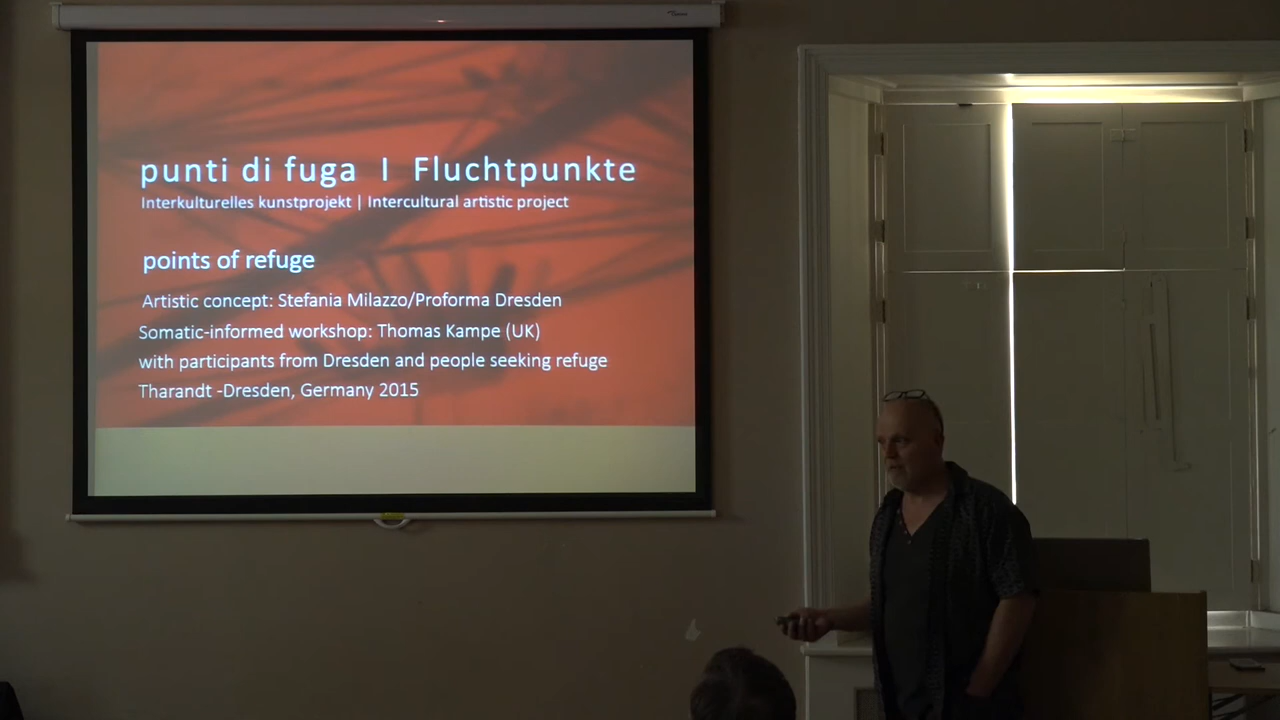 punti di fuga I Fluchtpunkte
Interkulturelles kunstprojekt | Intercultural artistic project
points of refuge
Artistic concept: Stefania Milazzo/Proforma Dresden
Somatic-informed workshop: Thomas Kampe (UK)
with participants from Dresden and people seeking refuge
Tharandt -Dresden, Germany 2015